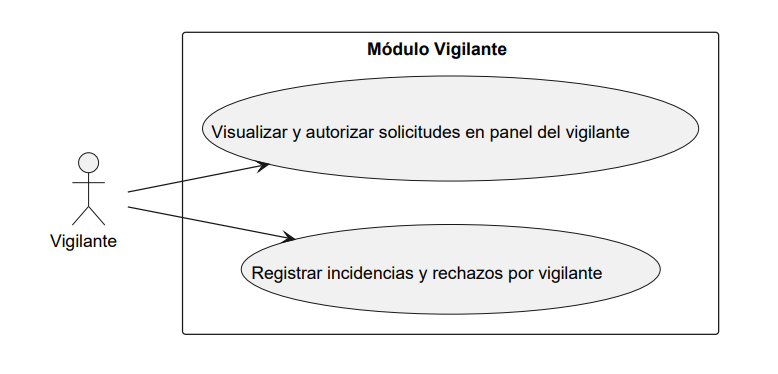 Módulo Vigilante
Visualizar y autorizar solicitudes en panel del vigilante
Vigilante
Registrar incidencias y rechazos por vigilante